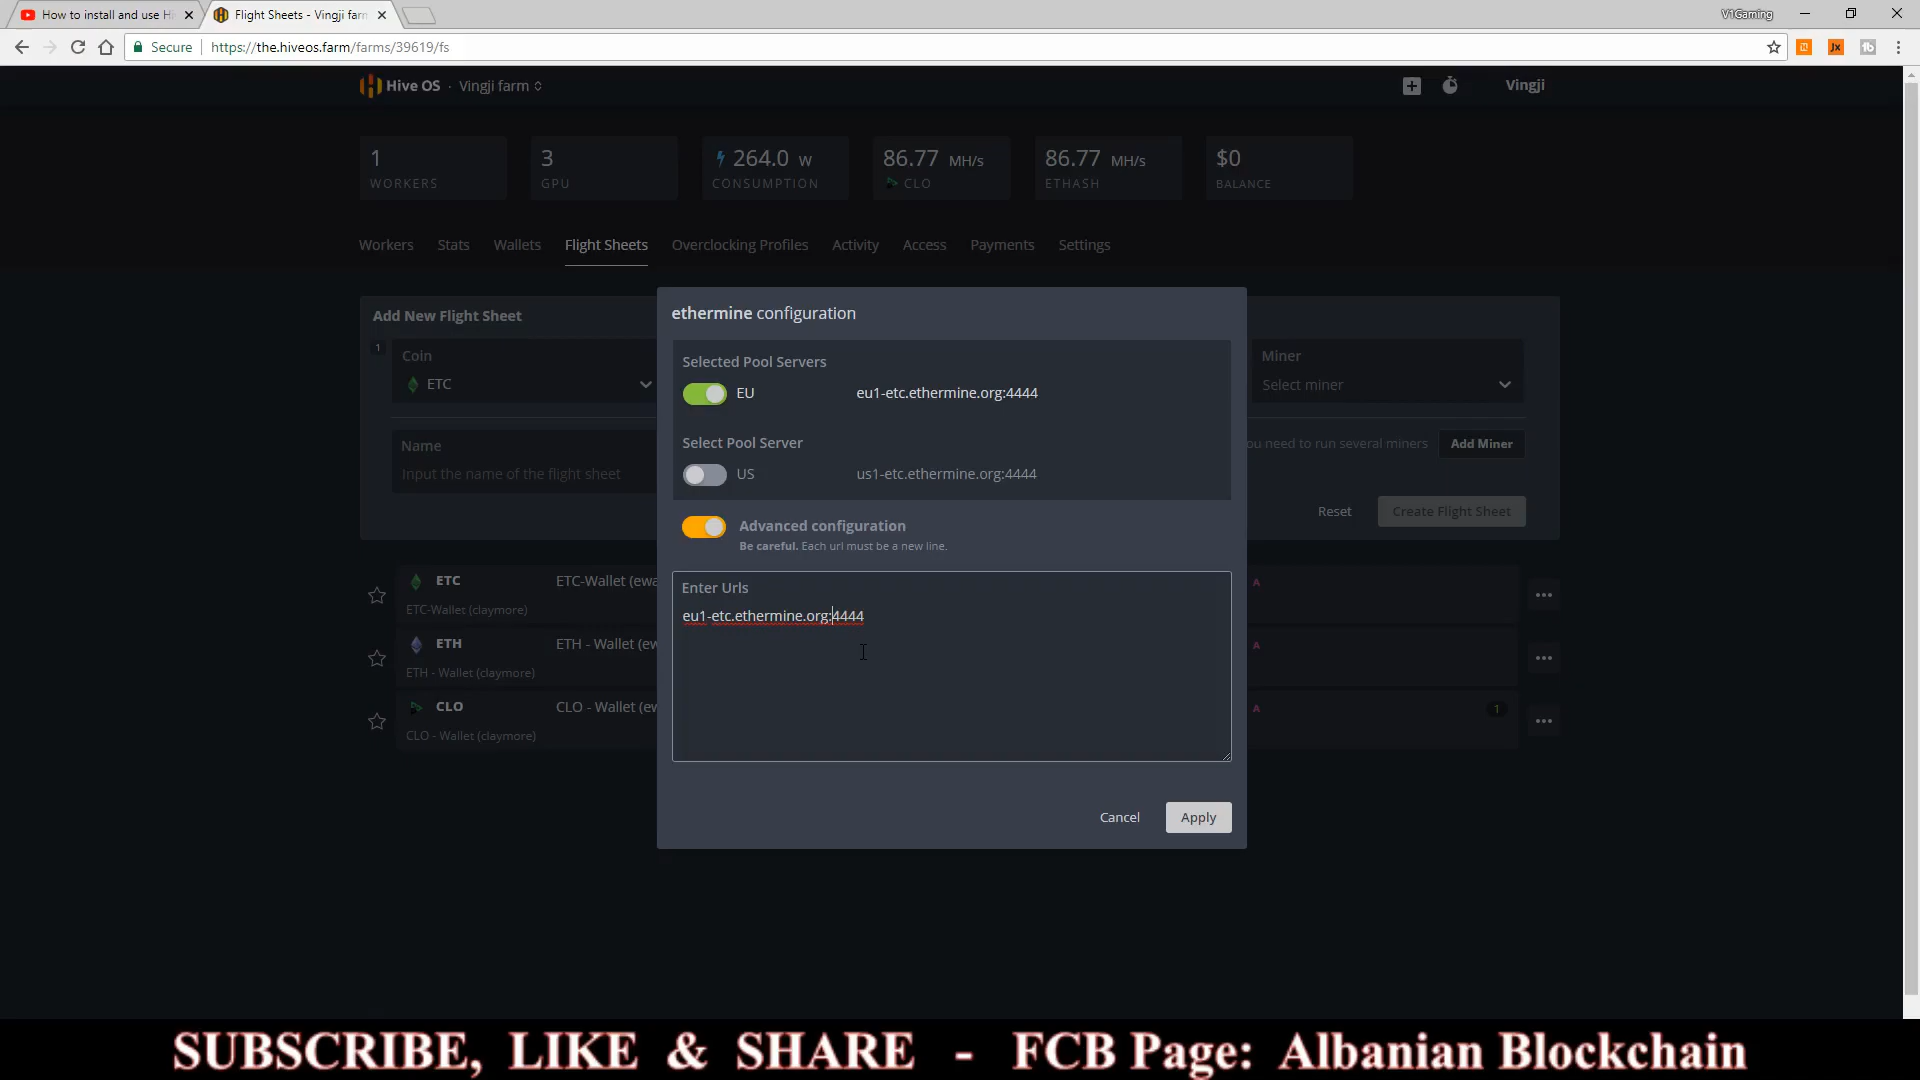 How to install and use Hi
Flight Sheets - Vingji farm
V1Gaming
Secure
https://the.hiveos.farm/farms/39619/fs
Hive OS · Vingji farm
Vingji
1
WORKERS
3
GPU
264.0 W
CONSUMPTION
86.77 MH/s
CLO
86.77 MH/s
ETHASH
$0
BALANCE
Workers Stats Wallets Flight Sheets Overclocking Profiles Activity Access Payments Settings
Add New Flight Sheet
1
Coin
ETC
Miner
Select miner
Name
Input the name of the flight sheet
ou need to run several miners
Add Miner
Reset
Create Flight Sheet
ethermine configuration
Selected Pool Servers
EU eu1-etc.ethermine.org:4444
Select Pool Server
US us1-etc.ethermine.org:4444
Advanced configuration
Be careful. Each url must be a new line.
Enter Urls
eu1-etc.ethermine.org:4444
Cancel
Apply
ETC ETC-Wallet (ewa A
ETC-Wallet (claymore)
ETH ETH - Wallet (ew A
ETH - Wallet (claymore)
CLO CLO - Wallet (ew A 1
CLO - Wallet (claymore)
SUBSCRIBE, LIKE & SHARE - FCB Page: Albanian Blockchain